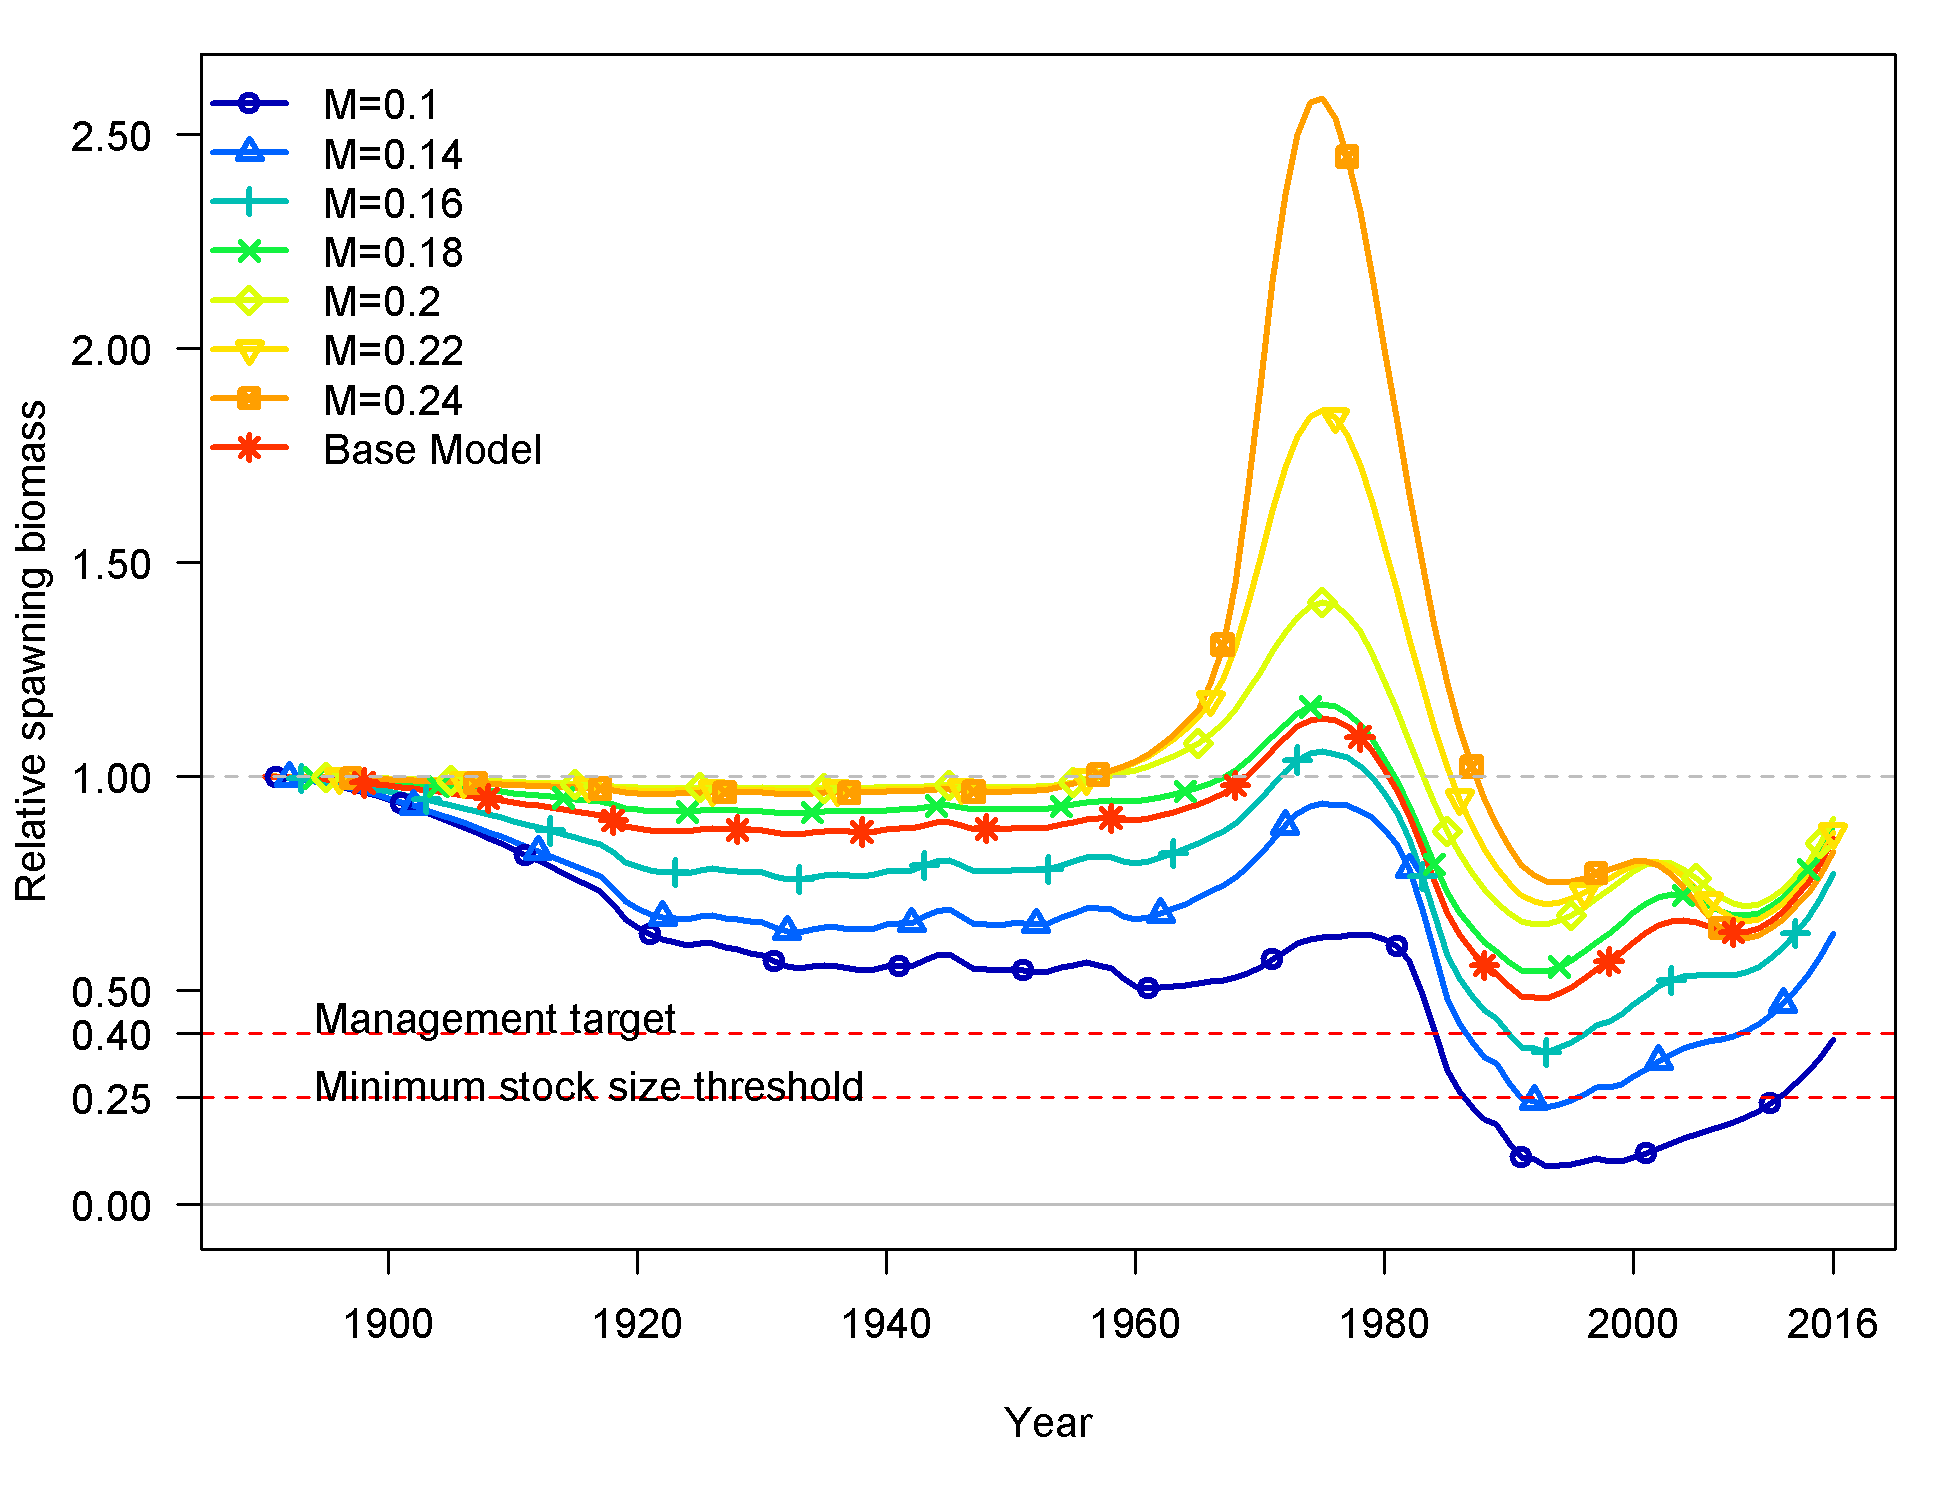 M=0.1
M=0.14
M=0.16
M=0.18
M=0.2
M=0.22
M=0.24
Base Model
Relative spawning biomass
2.50
2.00
1.50
1.00
0.50
0.40
0.25
0.00
Management target
Minimum stock size threshold
1900 1920 1940 1960 1980 2000 2016
Year